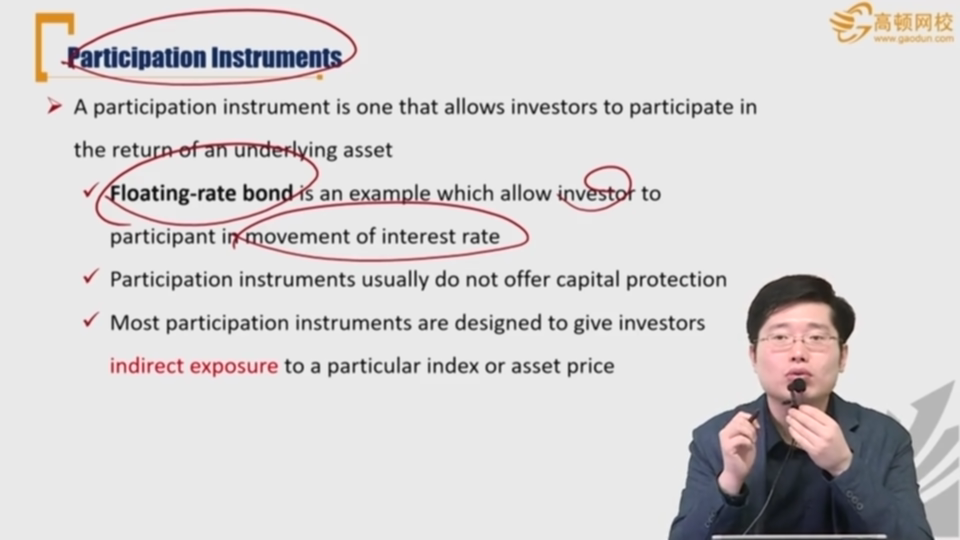 高顿网校
www.gaodun.com
Participation Instruments
A participation instrument is one that allows investors to participate in
the return of an underlying asset
Floating-rate bond is an example which allow investor to
participant in movement of interest rate
Participation instruments usually do not offer capital protection
Most participation instruments are designed to give investors
indirect exposure to a particular index or asset price